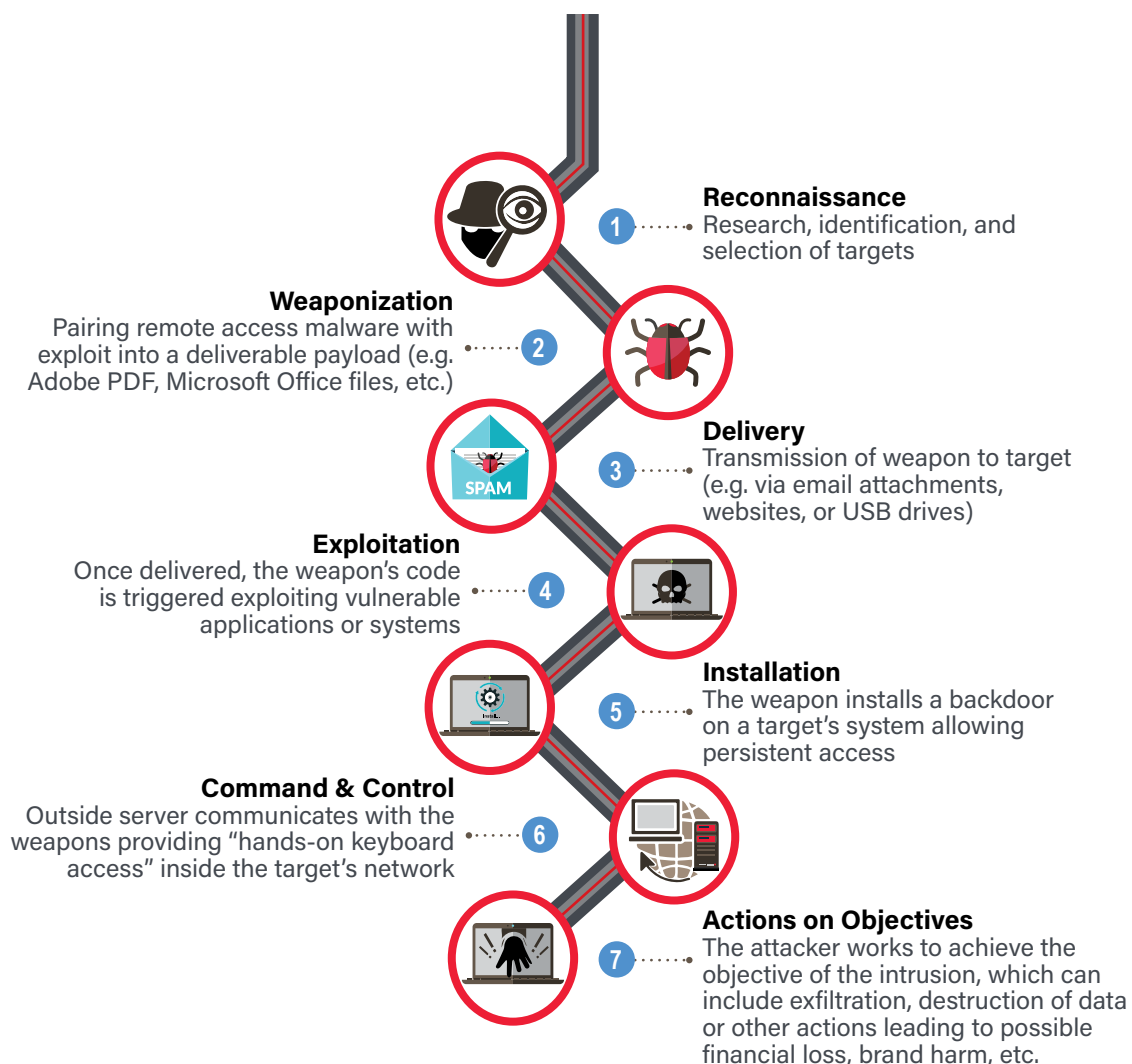 Reconnaissance
1
Research, identification, and
selection of targets
Weaponization
Pairing remote access malware with
exploit into a deliverable payload (e.g.
Adobe PDF, Microsoft Office files, etc.)
2
Delivery
Transmission of weapon to target
(e.g. via email attachments,
websites, or USB drives)
3
SPAM
Exploitation
Once delivered, the weapon’s code
is triggered exploiting vulnerable
applications or systems
4
Installation
The weapon installs a backdoor
on a target’s system allowing
persistent access
5
Command & Control
Outside server communicates with the
weapons providing “hands-on keyboard
access” inside the target’s network
6
Actions on Objectives
The attacker works to achieve the
objective of the intrusion, which can
include exfiltration, destruction of data
or other actions leading to possible
financial loss, brand harm, etc.
7